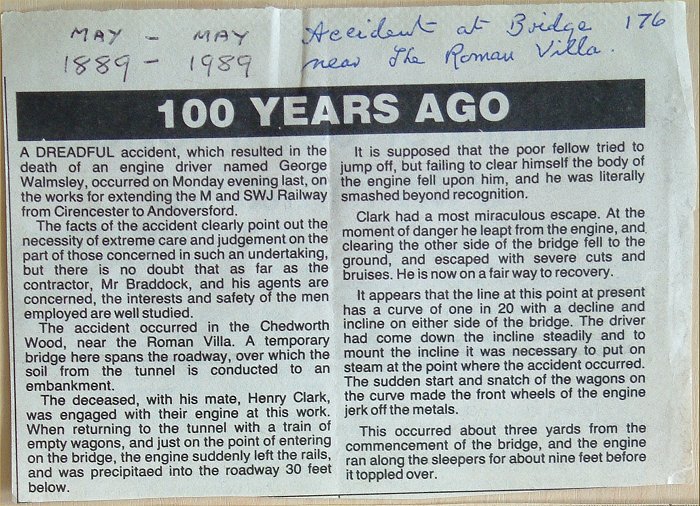 MAY - MAY
1889 - 1989
Accident at Bridge 176
near The Roman Villa.
100 YEARS AGO
A DREADFUL accident, which resulted in the
death of an engine driver named George
Walmsley, occurred on Monday evening last, on
the works for extending the M and SWJ Railway
from Cirencester to Andoversford.
The facts of the accident clearly point out the
necessity of extreme care and judgement on the
part of those concerned in such an undertaking,
but there is no doubt that as far as the
contractor, Mr Braddock, and his agents are
concerned, the interests and safety of the men
employed are well studied.
The accident occurred in the Chedworth
Wood, near the Roman Villa. A temporary
bridge here spans the roadway, over which the
soil from the tunnel is conducted to an
embankment.
The deceased, with his mate, Henry Clark,
was engaged with their engine at this work.
When returning to the tunnel with a train of
empty wagons, and just on the point of entering
on the bridge, the engine suddenly left the rails,
and was precipitaed into the roadway 30 feet
below.
It is supposed that the poor fellow tried to
jump off, but failing to clear himself the body of
the engine fell upon him, and he was literally
smashed beyond recognition.
Clark had a most miraculous escape. At the
moment of danger he leapt from the engine, and
clearing the other side of the bridge fell to the
ground, and escaped with severe cuts and
bruises. He is now on a fair way to recovery.
It appears that the line at this point at present
has a curve of one in 20 with a decline and
incline on either side of the bridge. The driver
had come down the incline steadily and to
mount the incline it was necessary to put on
steam at the point where the accident occurred.
The sudden start and snatch of the wagons on
the curve made the front wheels of the engine
jerk off the metals.
This occurred about three yards from the
commencement of the bridge, and the engine
ran along the sleepers for about nine feet before
it toppled over.